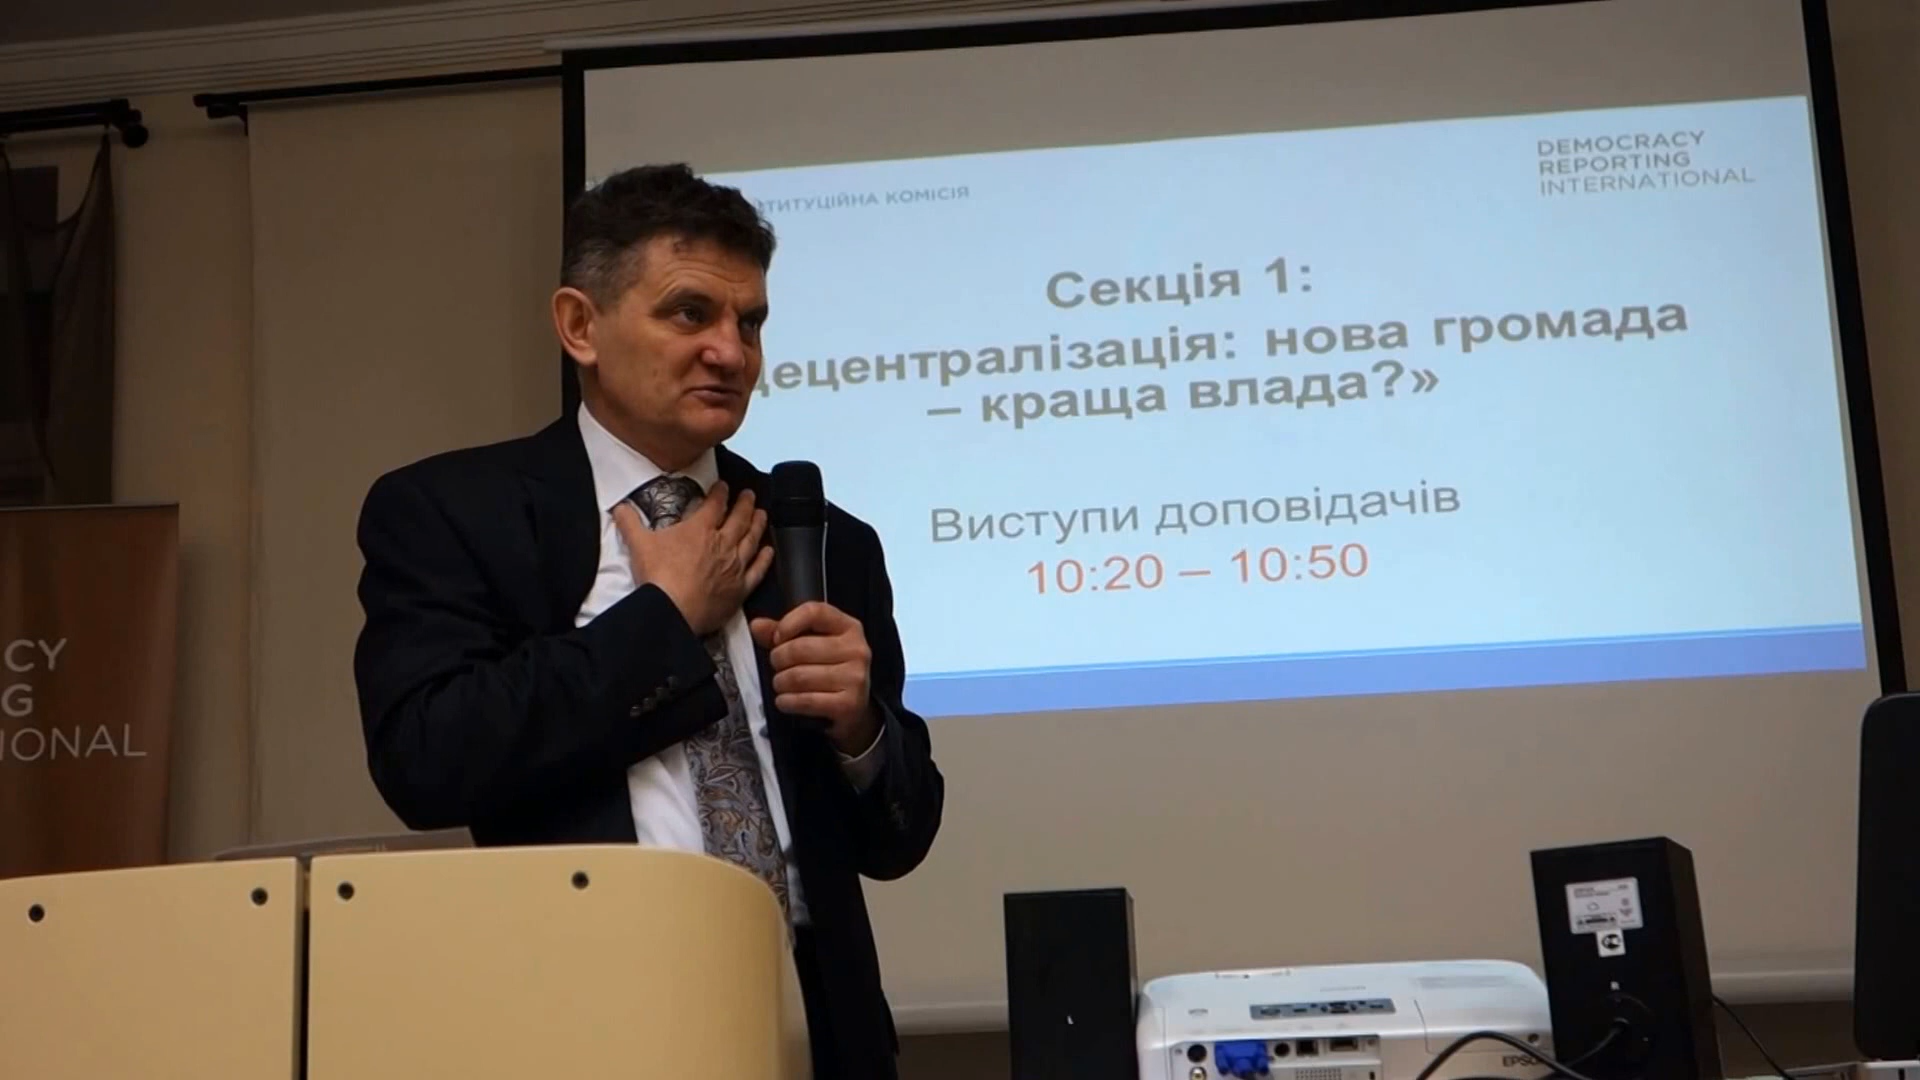 КОМІСІЯ
DEMOCRACY
REPORTING
INTERNATIONAL
Секція 1:
децентралізація: нова громада
– краща влада?»
Виступи доповідачів
10:20 – 10:50
CY
G
IONAL
L
R
EPSON